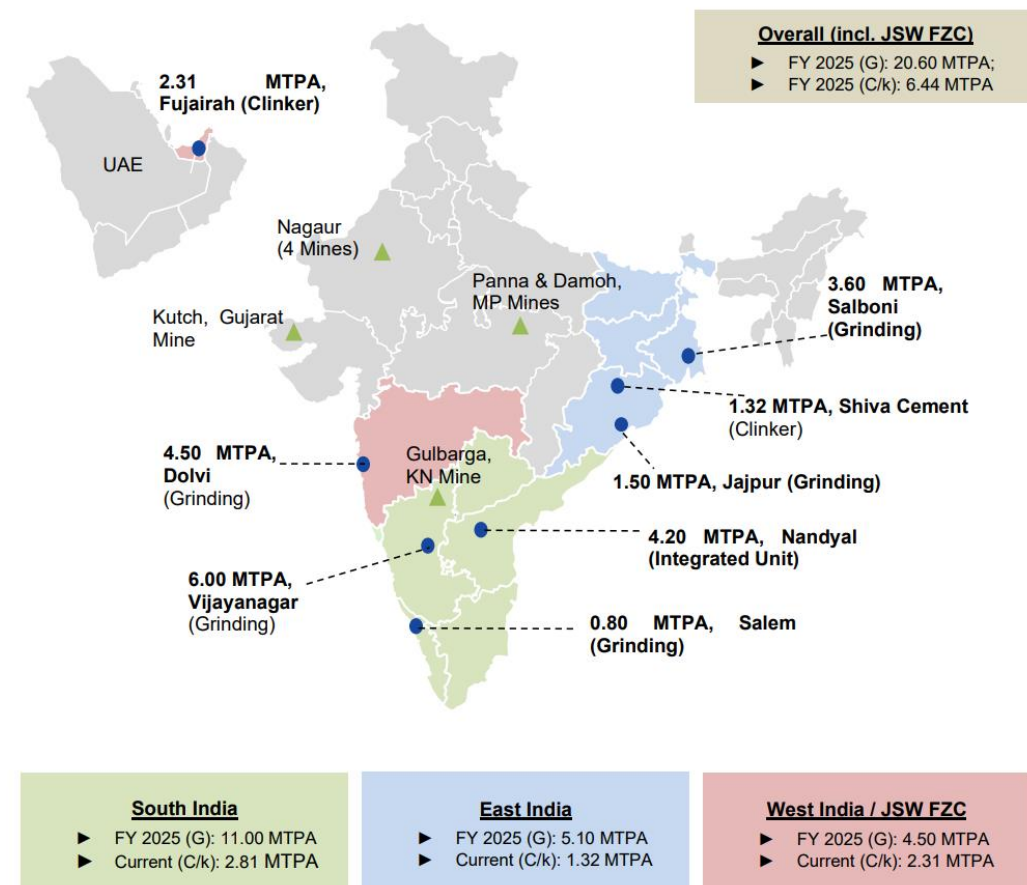 Overall (incl. JSW FZC)
► FY 2025 (G): 20.60 MTPA;
► FY 2025 (C/k): 6.44 MTPA
2.31 MTPA,
Fujairah (Clinker)
UAE
Nagaur
(4 Mines)
Panna & Damoh,
MP Mines
Kutch, Gujarat
Mine
3.60 MTPA,
Salboni
(Grinding)
1.32 MTPA, Shiva Cement
(Clinker)
4.50 MTPA,
Dolvi
(Grinding)
Gulbarga,
KN Mine
1.50 MTPA, Jajpur (Grinding)
4.20 MTPA, Nandyal
(Integrated Unit)
6.00 MTPA,
Vijayanagar
(Grinding)
0.80 MTPA, Salem
(Grinding)
South India
► FY 2025 (G): 11.00 MTPA
► Current (C/k): 2.81 MTPA
East India
► FY 2025 (G): 5.10 MTPA
► Current (C/k): 1.32 MTPA
West India / JSW FZC
► FY 2025 (G): 4.50 MTPA
► Current (C/k): 2.31 MTPA